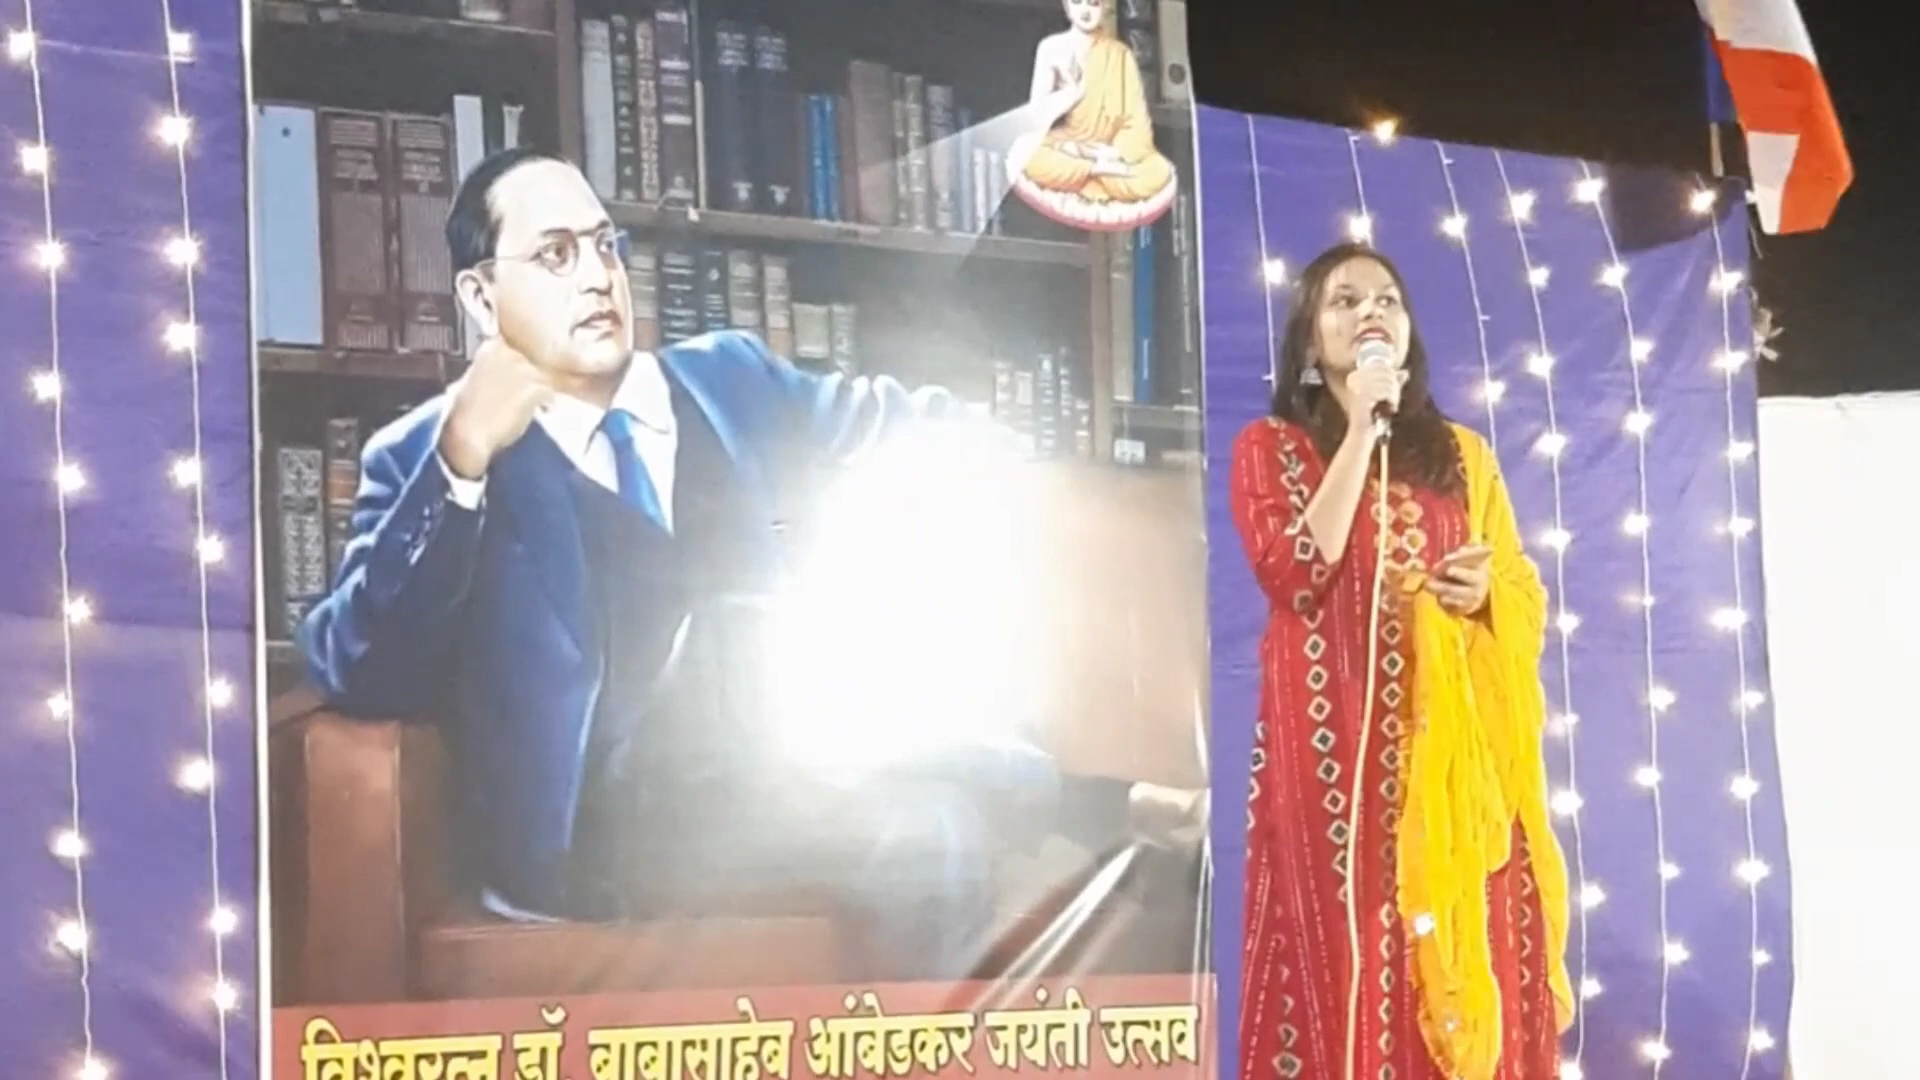 विश्वरत्न डॉ. बाबासाहेब आंबेडकर जयंती उत्सव